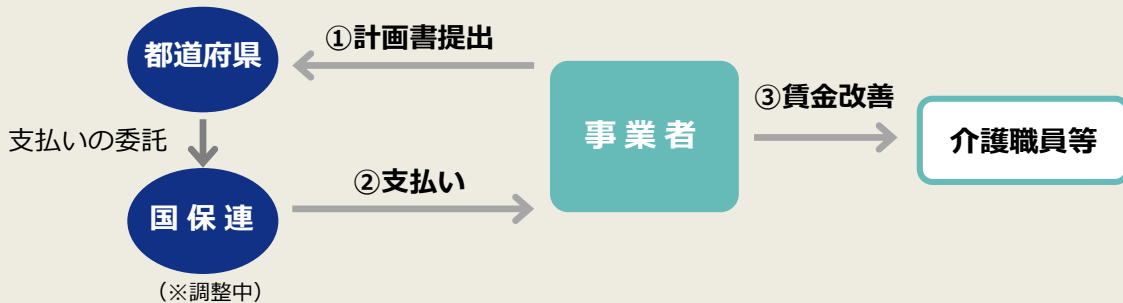 都道府県
①計画書提出
事業者
③賃金改善
介護職員等
支払いの委託
②支払い
国保連
（※調整中）